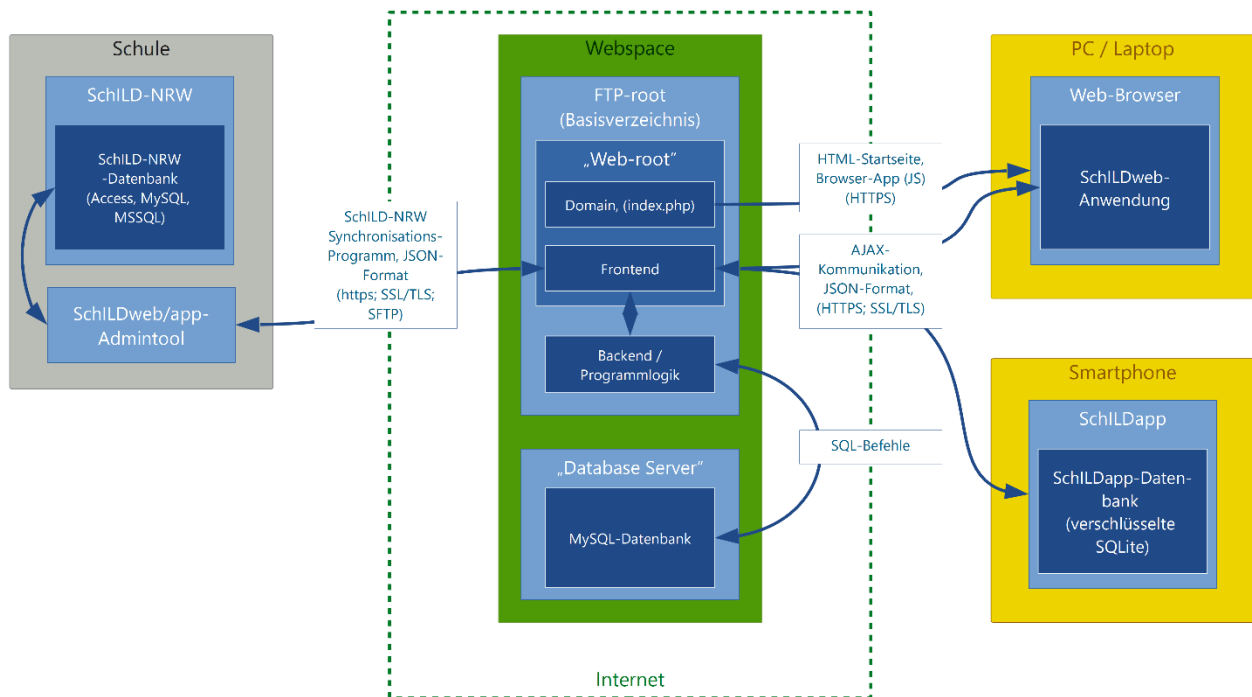 Schule
SchILD-NRW
SchILD-NRW
-Datenbank
(Access, MySQL,
MSSQL)
SchILDweb/app-
Admintool
SchILD-NRW
Synchronisations-
Programm, JSON-
Format
(https; SSL/TLS;
SFTP)
Webspace
FTP-root
(Basisverzeichnis)
„Web-root”
Domain, (index.php)
Frontend
Backend /
Programmlogik
„Database Server”
MySQL-Datenbank
HTML-Startseite,
Browser-App (JS)
(HTTPS)
AJAX-
Kommunikation,
JSON-Format,
(HTTPS; SSL/TLS)
SQL-Befehle
PC / Laptop
Web-Browser
SchILDweb-
Anwendung
Smartphone
SchILDapp
SchILDapp-Daten-
bank
(verschlüsselte
SQLite)
Internet